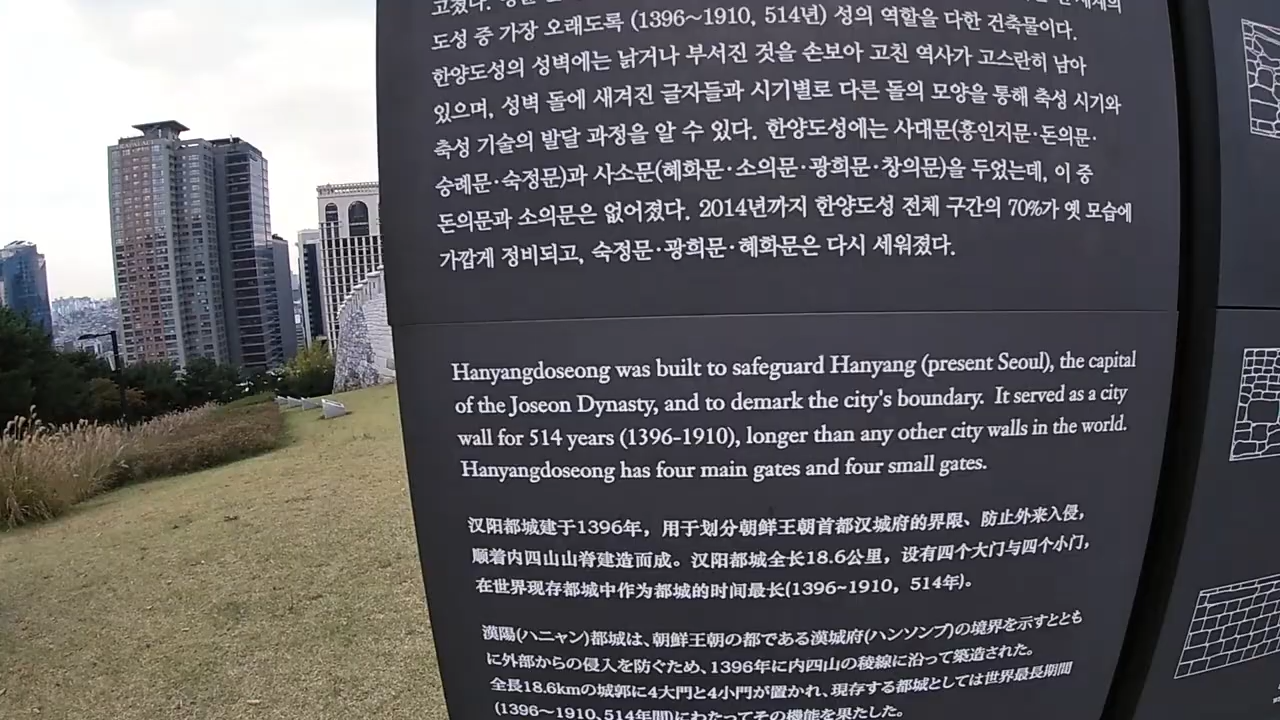 도성 중 가장 오래도록 (1396~1910, 514년) 성의 역할을 다한 건축물이다.
한양도성의 성벽에는 낡거나 부서진 것을 손보아 고친 역사가 고스란히 남아
있으며, 성벽 돌에 새겨진 글자들과 시기별로 다른 돌의 모양을 통해 축성 시기와
축성 기술의 발달 과정을 알 수 있다. 한양도성에는 사대문(흥인지문·돈의문·
숭례문·숙정문)과 사소문(혜화문·소의문·광희문·창의문)을 두었는데, 이 중
돈의문과 소의문은 없어졌다. 2014년까지 한양도성 전체 구간의 70%가 옛 모습에
가깝게 정비되고, 숙정문·광희문·혜화문은 다시 세워졌다.
Hanyangdoseong was built to safeguard Hanyang (present Seoul), the capital
of the Joseon Dynasty, and to demark the city's boundary. It served as a city
wall for 514 years (1396-1910), longer than any other city walls in the world.
Hanyangdoseong has four main gates and four small gates.
汉阳都城建于1396年，用于划分朝鲜王朝首都汉城府的界限、防止外来入侵，
顺着内四山山脊建造而成。汉阳都城全长18.6公里，设有四个大门与四个小门，
在世界现存都城中作为都城的时间最长(1396~1910，514年)。
漢陽(ハニャン)都城は、朝鮮王朝の都である漢城府(ハンソンブ)の境界を示すととも
に外部からの侵入を防ぐため、1396年に内四山の稜線に沿って築造された。
全長18.6kmの城郭に4大門と4小門が置かれ、現存する都城としては世界最長期間
(1396～1910、514年間)にわたってその機能を果たした。